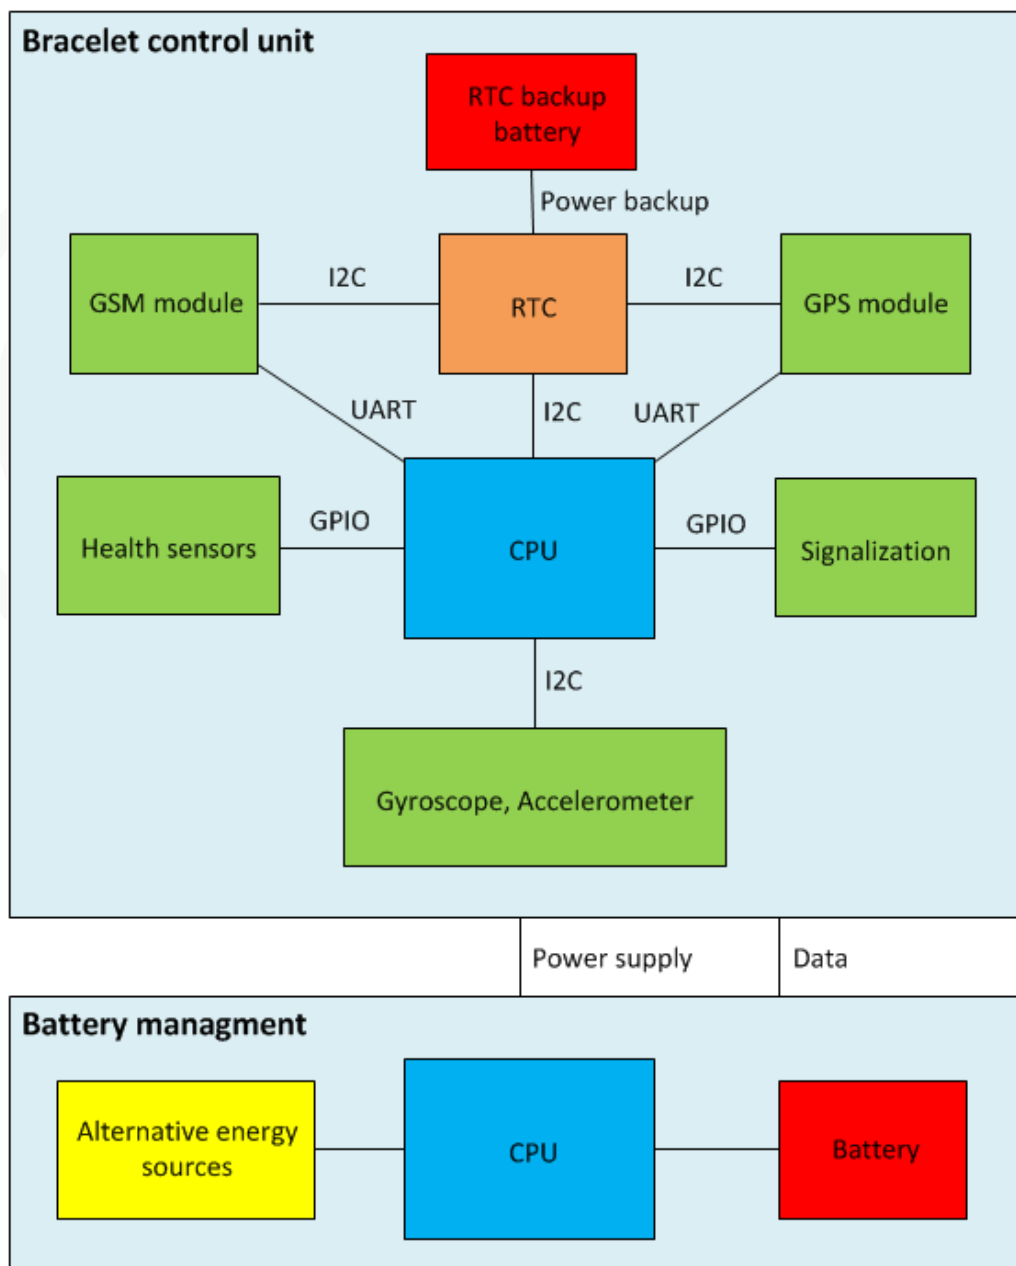 Bracelet control unit
RTC backup
battery
Power backup
GSM module
I2C
RTC
I2C
GPS module
UART
I2C
UART
Health sensors
GPIO
CPU
GPIO
Signalization
I2C
Gyroscope, Accelerometer
Power supply
Data
Battery managment
Alternative energy
sources
CPU
Battery